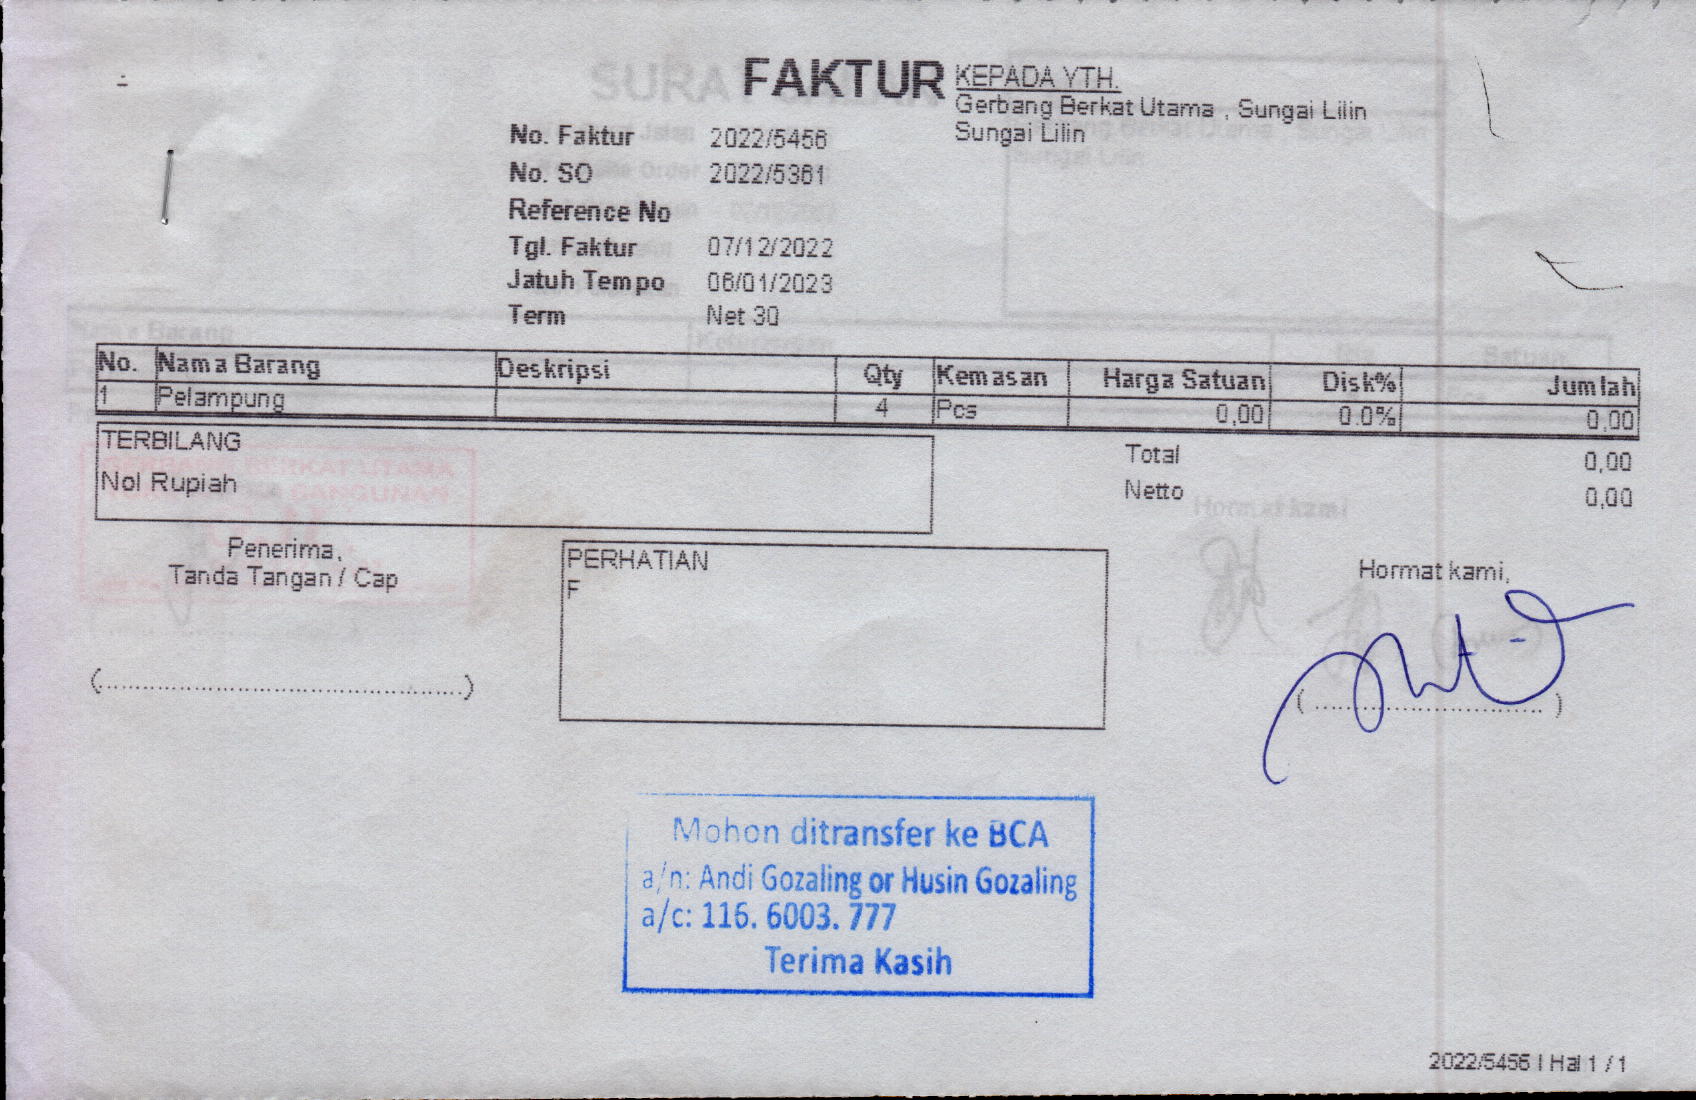 FAKTUR
KEPADA YTH.
Gerbang Berkat Utama , Sungai Lilin
Sungai Lilin
No. Faktur 2022/5456
No. SO 2022/5361
Reference No
Tgl. Faktur 07/12/2022
Jatuh Tempo 06/01/2023
Term Net 30
No. Nama Barang Deskripsi Qty Kemasan Harga Satuan Disk% Jumlah
1 Pelampung 4 Pcs 0,00 0.0% 0,00
TERBILANG
Nol Rupiah
Total 0,00
Netto 0,00
Penerima,
Tanda Tangan / Cap
(............................................)
PERHATIAN
F
Hormat kami,
(............................)
Mohon ditransfer ke BCA
a/n: Andi Gozaling or Husin Gozaling
a/c: 116. 6003. 777
Terima Kasih
2022/5456 | Hal 1 / 1